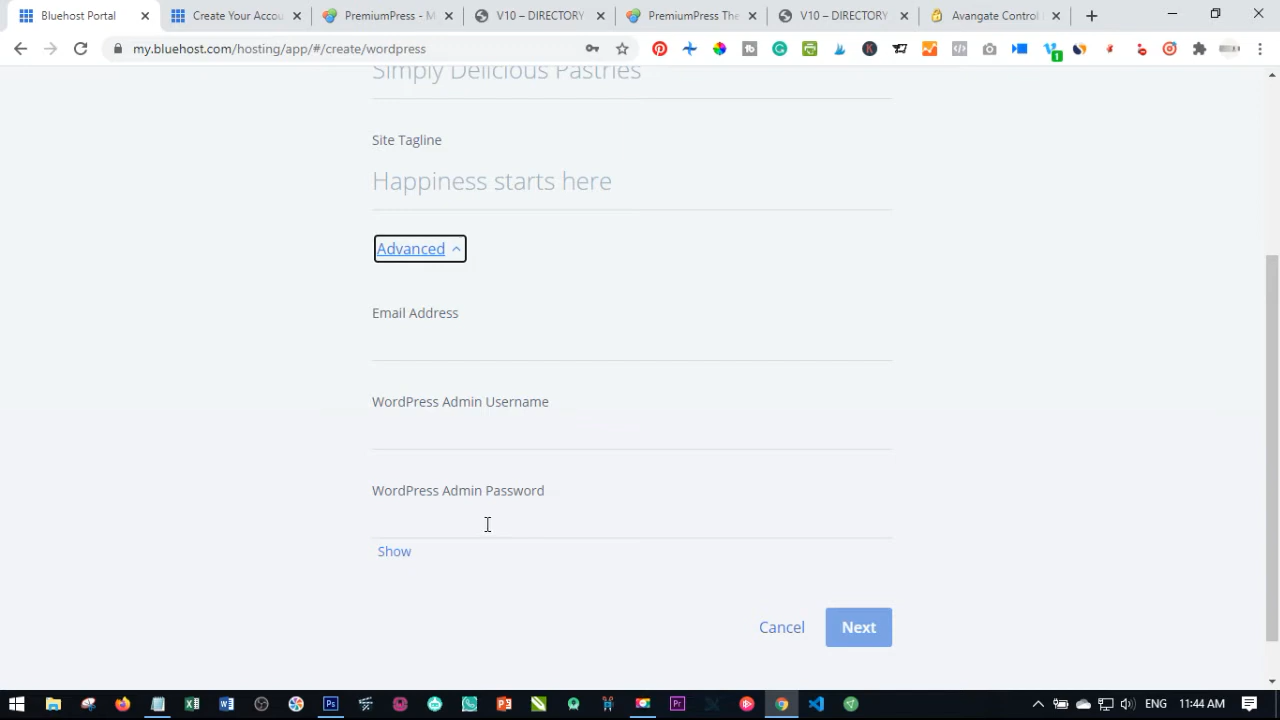 Bluehost Portal
Create Your Accou
PremiumPress - M
V10 – DIRECTORY
PremiumPress The
V10 – DIRECTORY
Avangate Control
my.bluehost.com/hosting/app/#/create/wordpress
1
Simply Delicious Pastries
Site Tagline
Happiness starts here
Advanced
Email Address
WordPress Admin Username
WordPress Admin Password
Show
Cancel
Next
ENG
11:44 AM